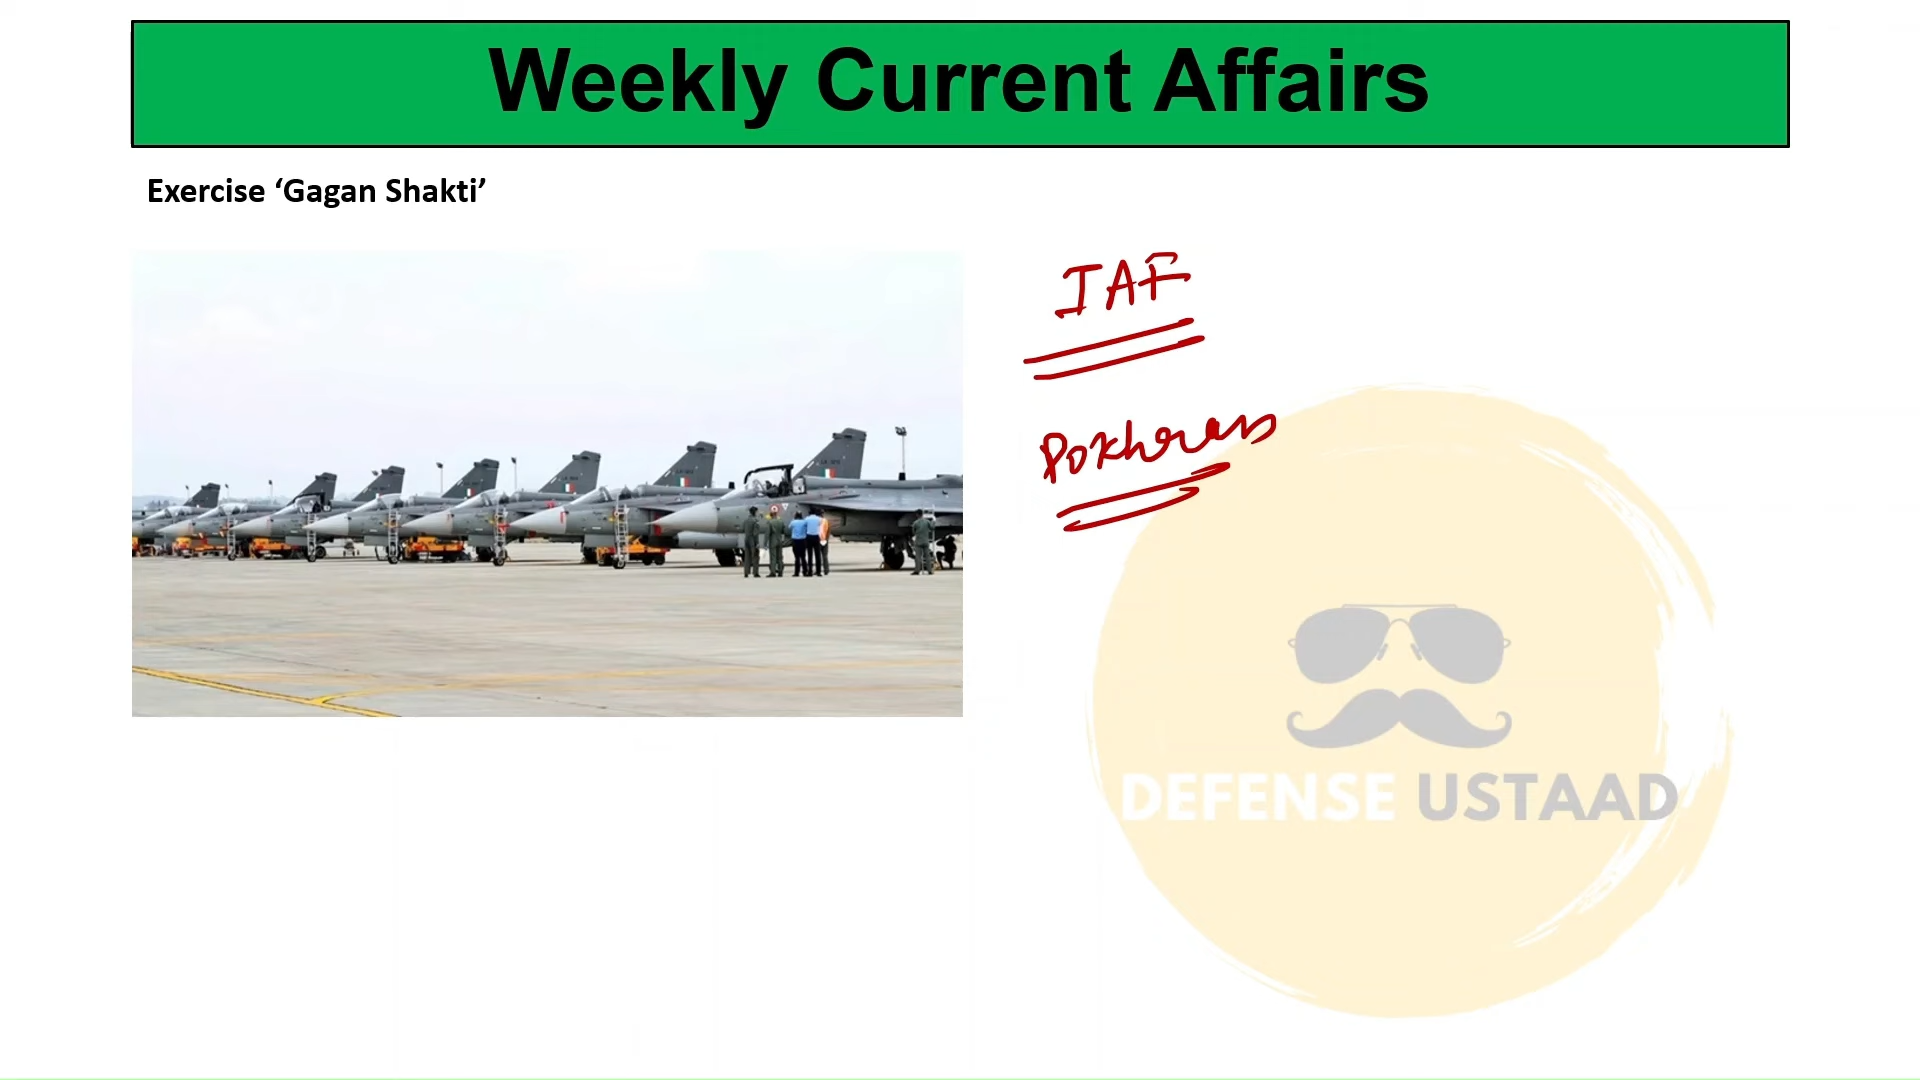 Weekly Current Affairs
Exercise ‘Gagan Shakti’
IAF
Pokhran
DEFENSE USTAAD